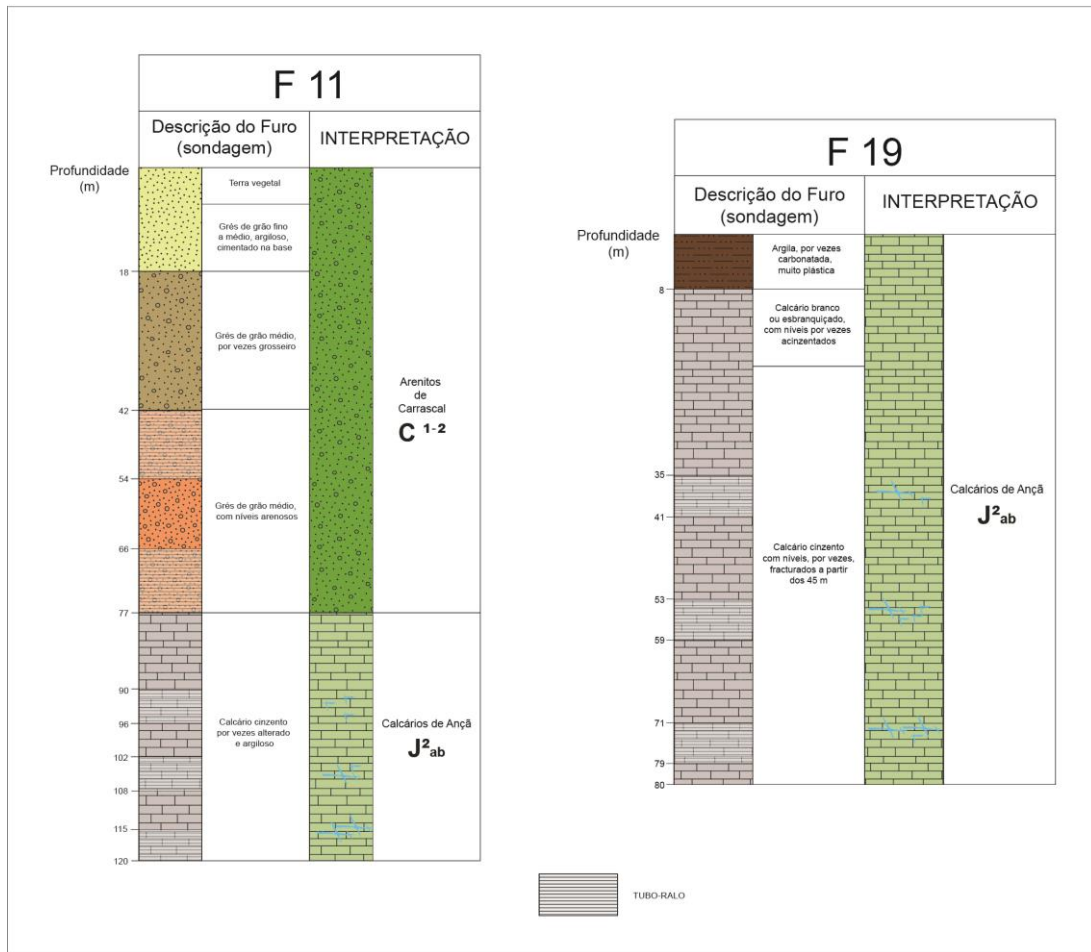 F 11
Descrição do Furo
(sondagem)
INTERPRETAÇÃO
Profundidade
(m)
Terra vegetal
Grés de grão fino
a médio, argiloso,
cimentado na base
18
Grés de grão médio,
por vezes grosseiro
42
54
Grés de grão médio,
com níveis arenosos
66
77
Arenitos
de
Carrascal
C ¹⁻²
90
96
102
108
115
120
Calcário cinzento
por vezes alterado
e argiloso
Calcários de Ançã
J²ab
F 19
Descrição do Furo
(sondagem)
INTERPRETAÇÃO
Profundidade
(m)
Argila, por vezes
carbonatada,
muito plástica
8
Calcário branco
ou esbranquiçado,
com níveis por vezes
acinzentados
35
41
53
59
71
79
80
Calcário cinzento
com níveis, por vezes,
fracturados a partir
dos 45 m
Calcários de Ançã
J²ab
TUBO-RALO